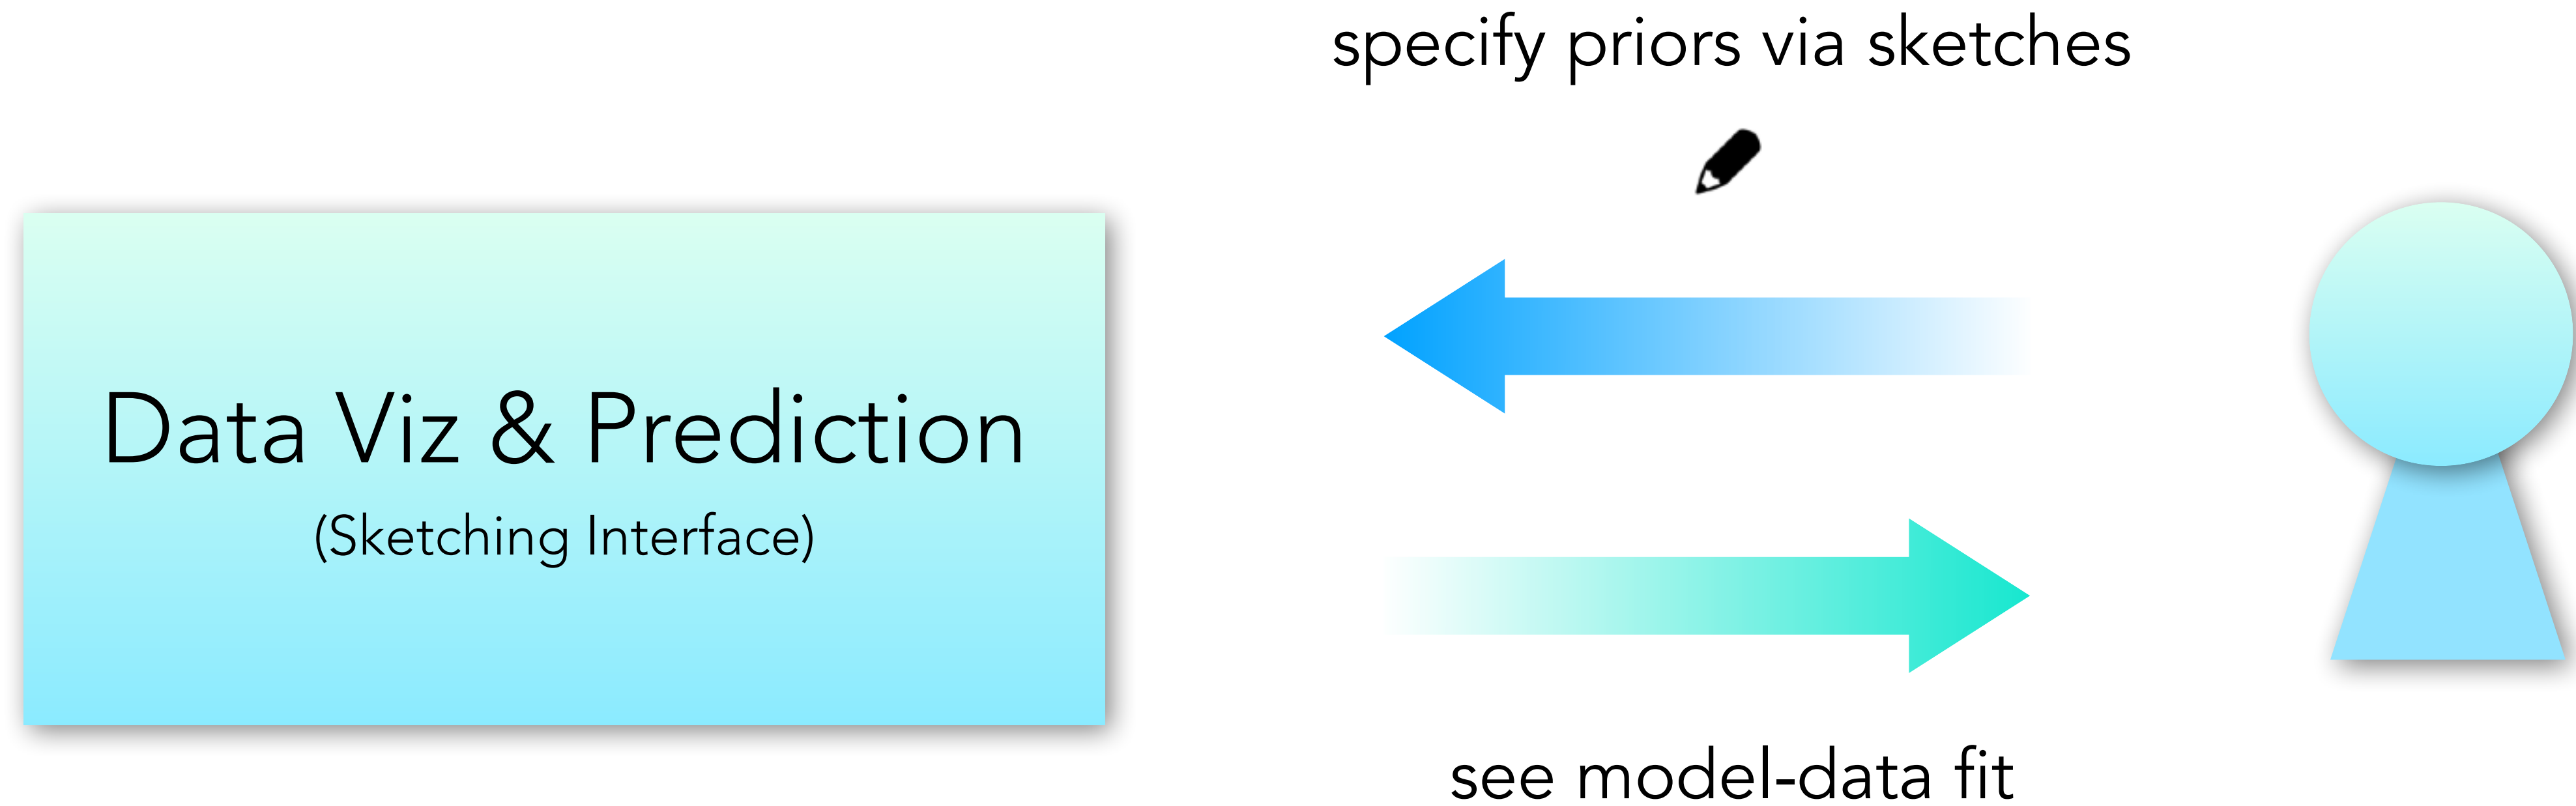 specify priors via sketches
Data Viz & Prediction
(Sketching Interface)
see model-data fit